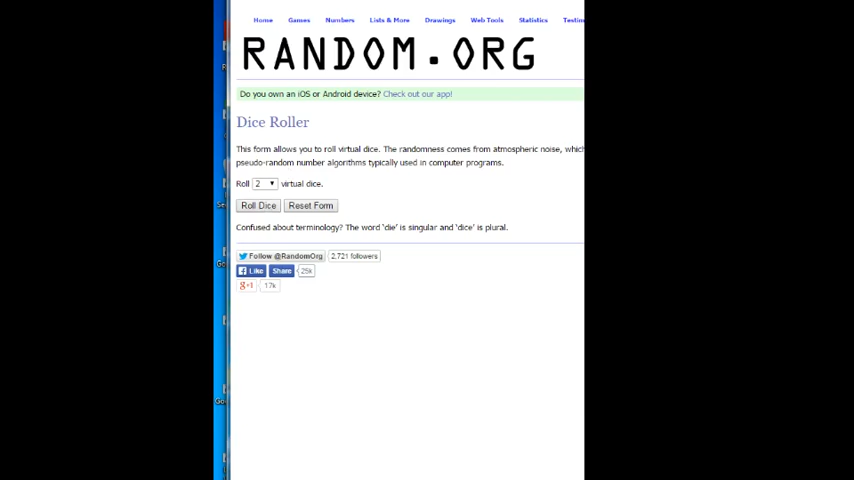 Home Games Numbers Lists & More Drawings Web Tools Statistics
RANDOM.ORG
Do you own an iOS or Android device? Check out our app!
Dice Roller
This form allows you to roll virtual dice. The randomness comes from atmospheric noise,
pseudo-random number algorithms typically used in computer programs.
Roll 2 virtual dice.
Roll Dice Reset Form
Confused about terminology? The word 'die' is singular and 'dice' is plural.
Follow @RandomOrg 2,721 followers
Like Share 25k
g+1 17k